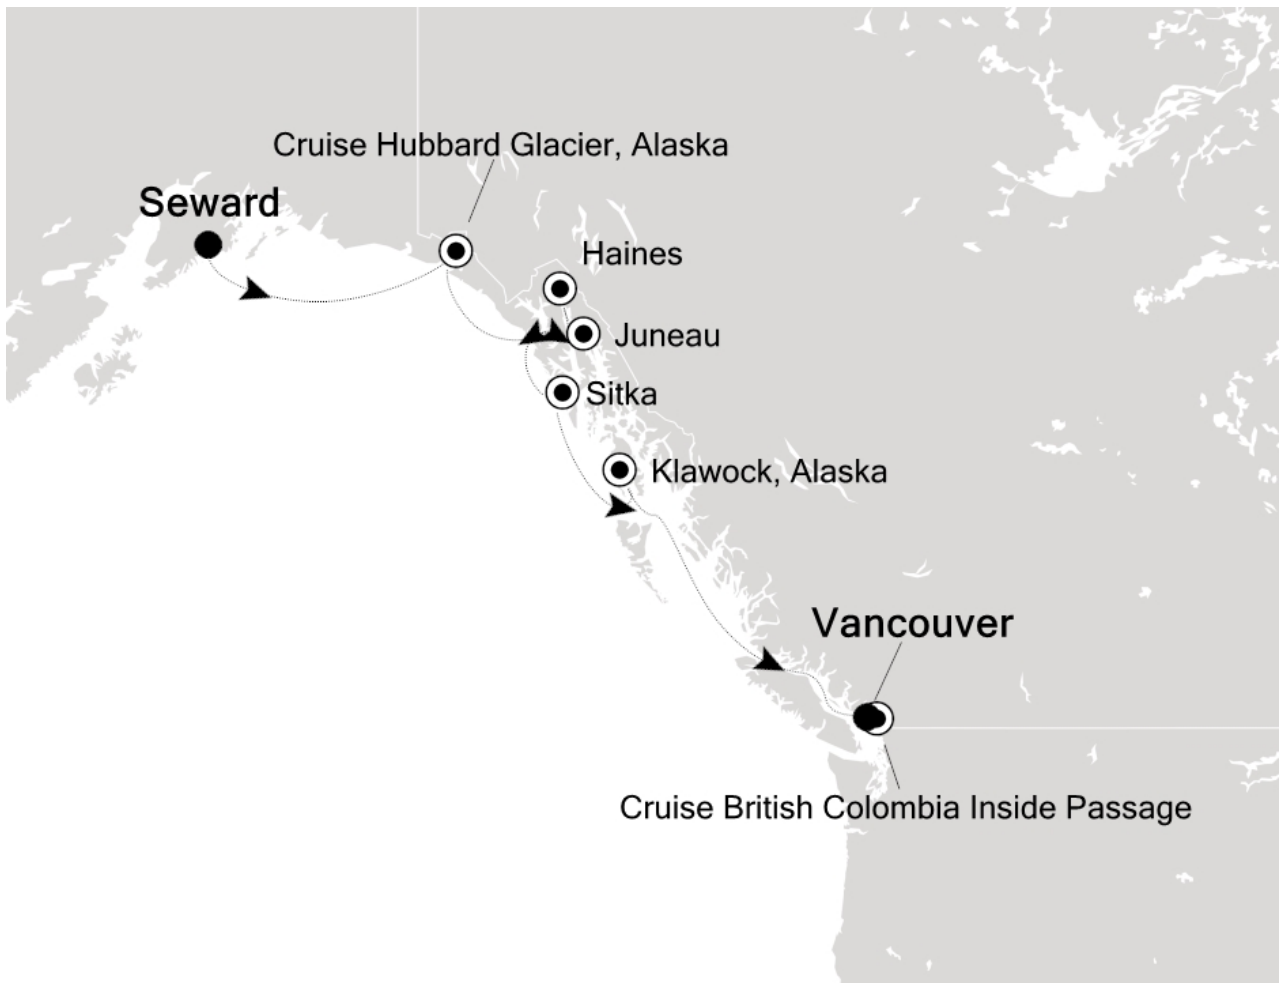 Cruise Hubbard Glacier, Alaska
Seward
Haines
Juneau
Sitka
Klawock, Alaska
Vancouver
Cruise British Colombia Inside Passage